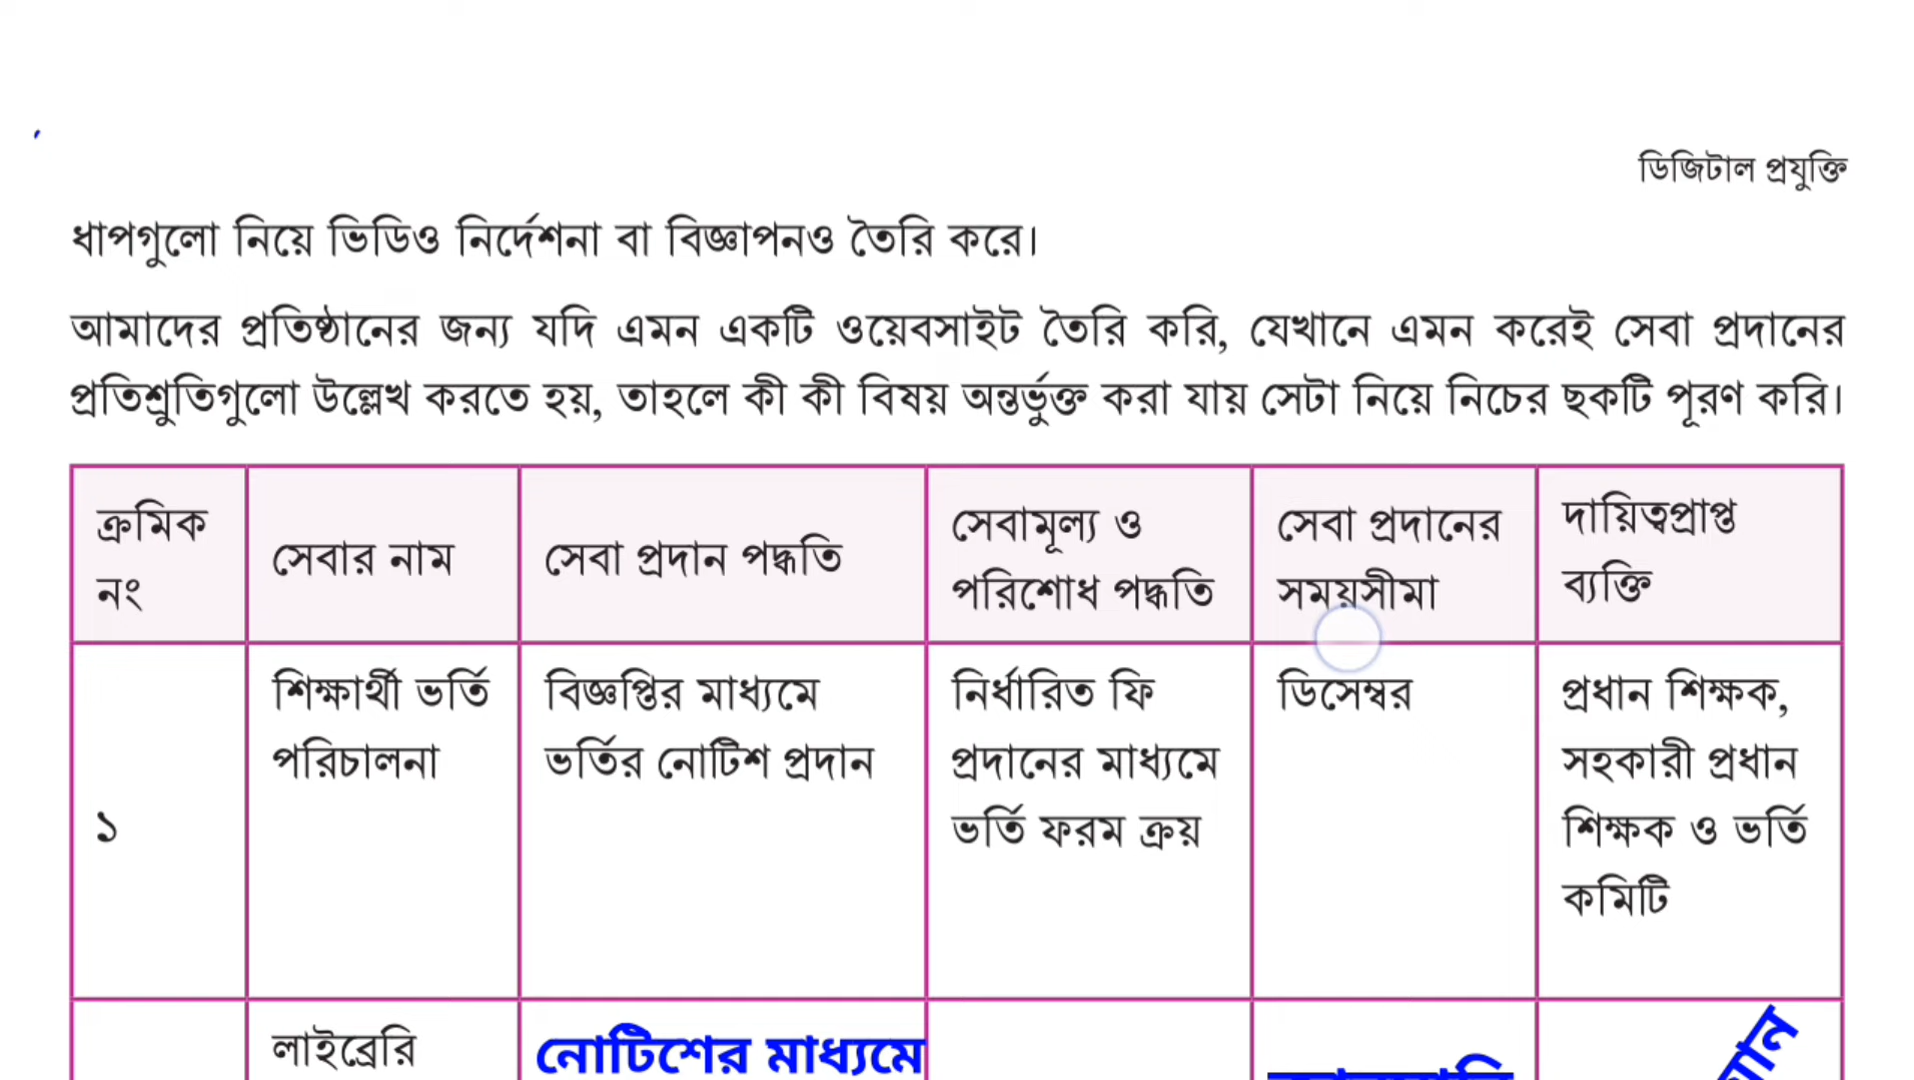 ডিজিটাল প্রযুক্তি
ধাপগুলো নিয়ে ভিডিও নির্দেশনা বা বিজ্ঞাপনও তৈরি করে।
আমাদের প্রতিষ্ঠানের জন্য যদি এমন একটি ওয়েবসাইট তৈরি করি, যেখানে এমন করেই সেবা প্রদানের
প্রতিশ্রুতিগুলো উল্লেখ করতে হয়, তাহলে কী কী বিষয় অন্তর্ভুক্ত করা যায় সেটা নিয়ে নিচের ছকটি পূরণ করি।
ক্রমিক
নং
সেবার নাম
সেবা প্রদান পদ্ধতি
সেবামূল্য ও
পরিশোধ পদ্ধতি
সেবা প্রদানের
সময়সীমা
দায়িত্বপ্রাপ্ত
ব্যক্তি
১
শিক্ষার্থী ভর্তি
পরিচালনা
বিজ্ঞপ্তির মাধ্যমে
ভর্তির নোটিশ প্রদান
নির্ধারিত ফি
প্রদানের মাধ্যমে
ভর্তি ফরম ক্রয়
ডিসেম্বর
প্রধান শিক্ষক,
সহকারী প্রধান
শিক্ষক ও ভর্তি
কমিটি
লাইব্রেরি
নোটিশের মাধ্যমে